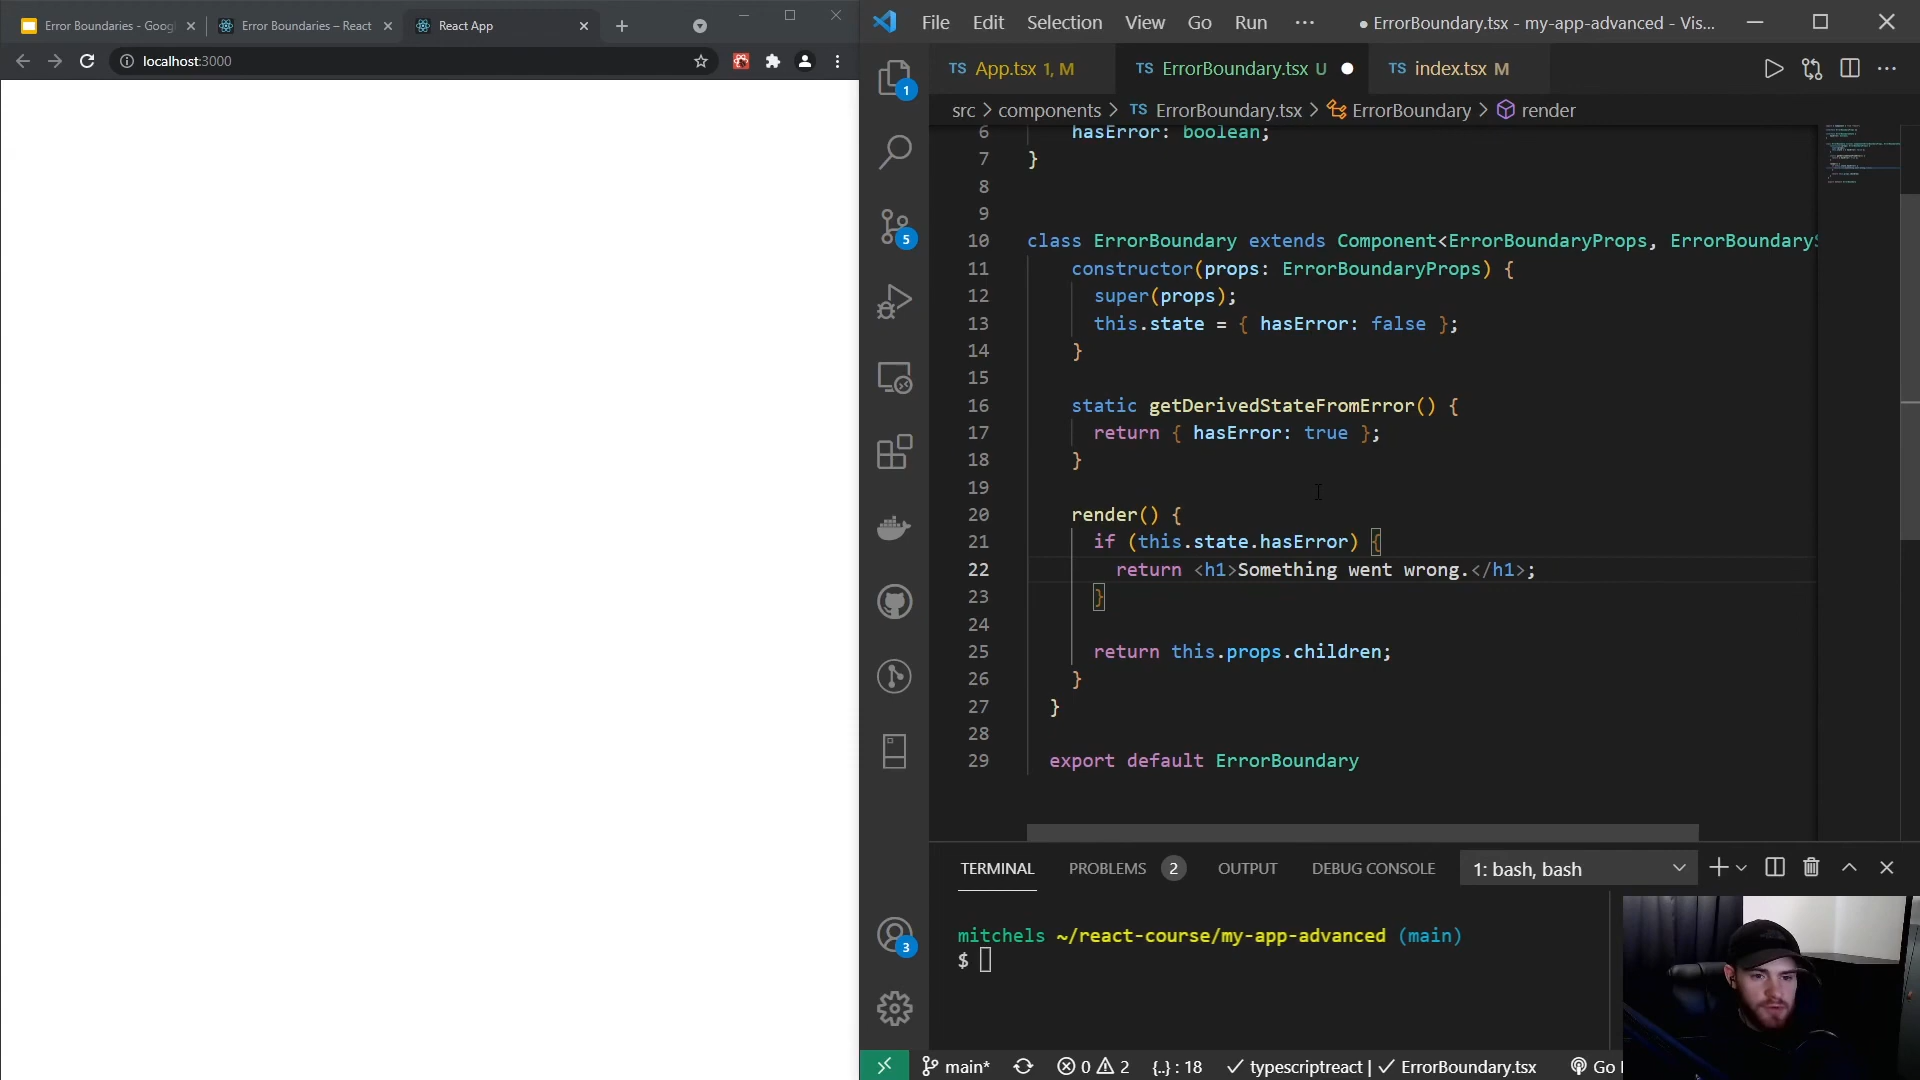 Error Boundaries - Goog
Error Boundaries – React
React App
localhost:3000
File Edit Selection View Go Run ···
● ErrorBoundary.tsx - my-app-advanced - Vis...
TS App.tsx 1, M
TS ErrorBoundary.tsx U
TS index.tsx M
src > components > TS ErrorBoundary.tsx > ErrorBoundary > render
1
5
3
6 hasError: boolean;
7 }
8
9
10 class ErrorBoundary extends Component<ErrorBoundaryProps, ErrorBoundaryS
11 constructor(props: ErrorBoundaryProps) {
12 super(props);
13 this.state = { hasError: false };
14 }
15
16 static getDerivedStateFromError() {
17 return { hasError: true };
18 }
19
20 render() {
21 if (this.state.hasError) {
22 return <h1>Something went wrong.</h1>;
23 }
24
25 return this.props.children;
26 }
27 }
28
29 export default ErrorBoundary
TERMINAL PROBLEMS 2 OUTPUT DEBUG CONSOLE 1: bash, bash
mitchels ~/react-course/my-app-advanced (main)
$
main* 0 2 {..} : 18 ✓ typescriptreact | ✓ ErrorBoundary.tsx Go